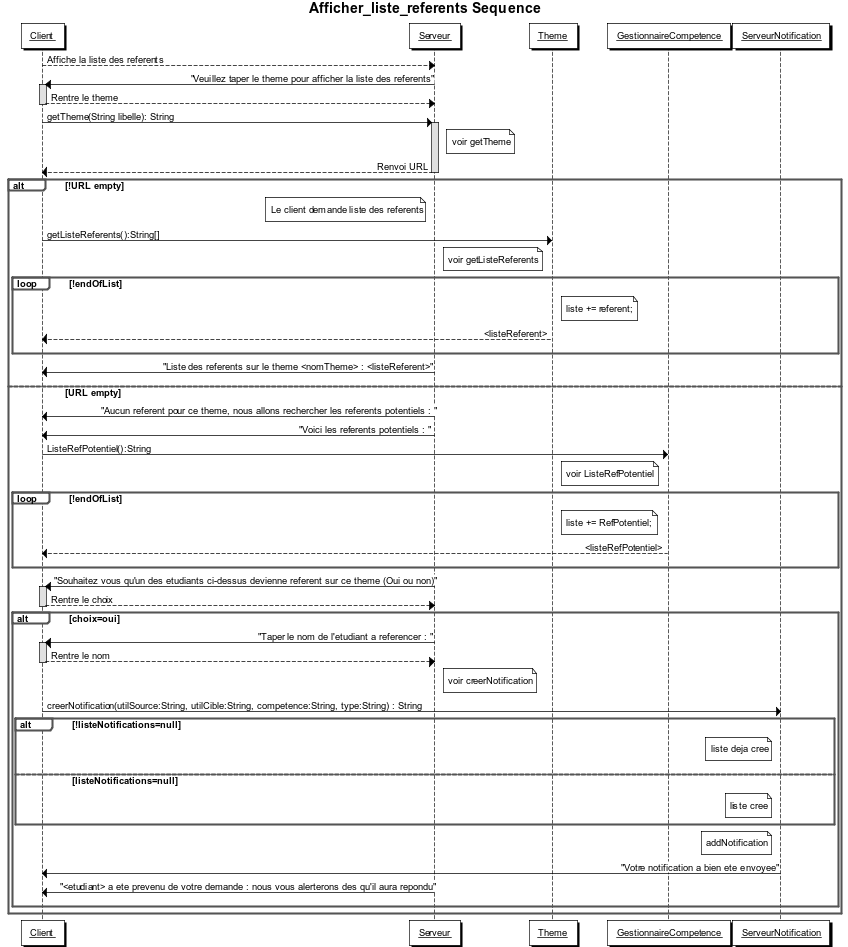 Afficher_liste_referents Sequence
Client
Serveur
Theme
GestionnaireCompetence
ServeurNotification
Affiche la liste des referents
"Veuillez taper le theme pour afficher la liste des referents"
Rentre le theme
getTheme(String libelle): String
voir getTheme
Renvoi URL
alt
[!URL empty]
Le client demande liste des referents
getListeReferents():String[]
voir getListeReferents
loop
[!endOfList]
liste += referent;
<listeReferent>
"Liste des referents sur le theme <nomTheme> : <listeReferent>"
[URL empty]
"Aucun referent pour ce theme, nous allons rechercher les referents potentiels : "
"Voici les referents potentiels : "
ListeRefPotentiel():String
voir ListeRefPotentiel
loop
[!endOfList]
liste += RefPotentiel;
<listeRefPotentiel>
"Souhaitez vous qu'un des etudiants ci-dessus devienne referent sur ce theme (Oui ou non)"
Rentre le choix
alt
[choix=oui]
"Taper le nom de l'etudiant a referencer : "
Rentre le nom
voir creerNotification
creerNotification(utilSource:String, utilCible:String, competence:String, type:String) : String
alt
[!listeNotifications=null]
liste deja cree
[listeNotifications=null]
liste cree
addNotification
"Votre notification a bien ete envoyee"
"<etudiant> a ete prevenu de votre demande : nous vous alerterons des qu'il aura repondu"
Client
Serveur
Theme
GestionnaireCompetence
ServeurNotification